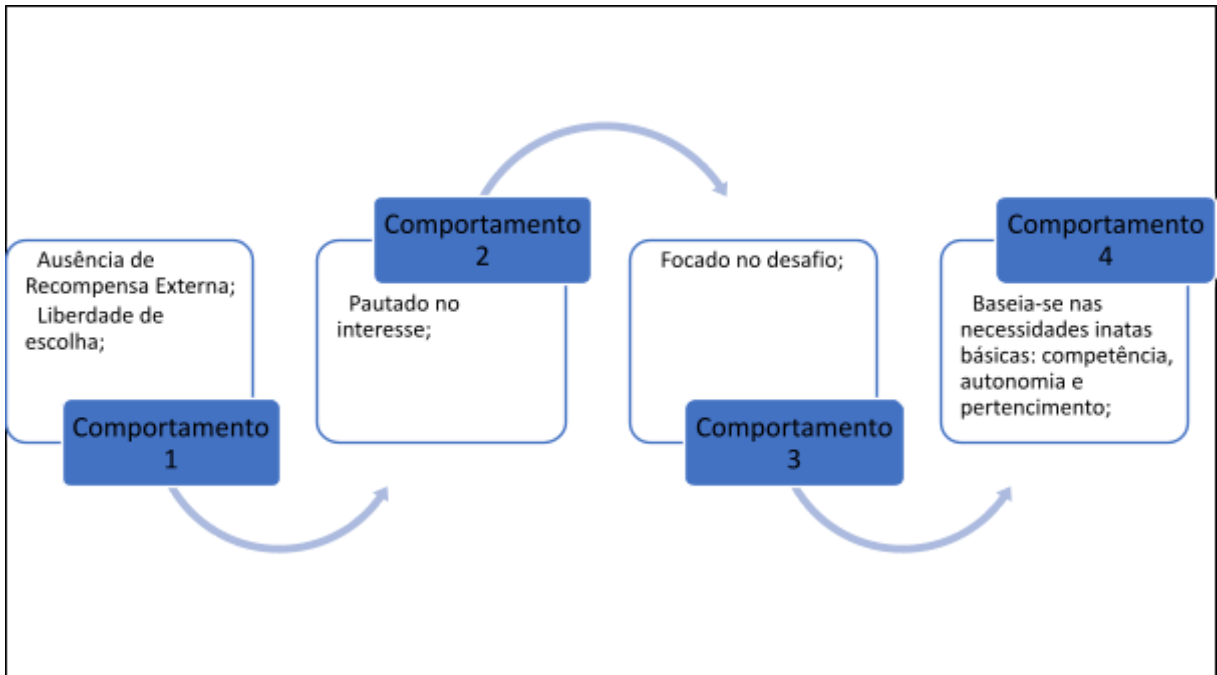 Ausência de
Recompensa Externa;
Liberdade de
escolha;
Comportamento
1
Comportamento
2
Pautado no
interesse;
Focado no desafio;
Comportamento
3
Comportamento
4
Baseia-se nas
necessidades inatas
básicas: competência,
autonomia e
pertencimento;